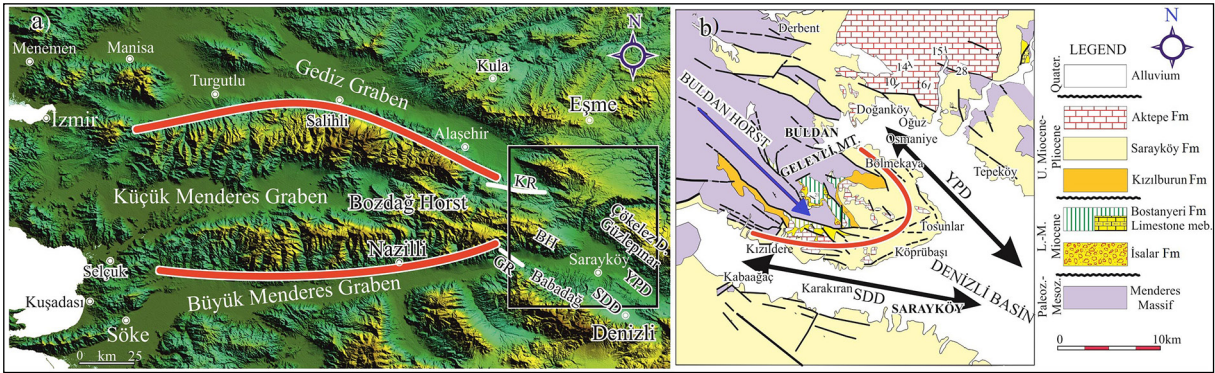 a)
N
Menemen
Manisa
Turgutlu
Gediz Graben
Kula
Eşme
İzmir
Salihli
Alaşehir
KR
Küçük Menderes Graben
Bozdağ Horst
Çökelez D.
Güzlepınar
BH
Nazilli
Sarayköy
YPD
Selçuk
GR
Babadağ
SDD
Kuşadası
Büyük Menderes Graben
Denizli
Söke
0 km 25
b)
Derbent
15
14
28
10
6
BULDAN HORST
Doğanköy
Oğuz
Osmaniye
BULDAN
GELEYLİ MT.
Bölmekaya
YPD
Tepeköy
Tosunlar
Kızıldere
Köprübaşı
Kabaağaç
Karakıran
SDD
SARAYKÖY
DENİZLİ BASIN
N
LEGEND
Quater.
Alluvium
U. Miocene-
Pliocene
Aktepe Fm
Sarayköy Fm
Kızılburun Fm
L.-M.
Miocene
Bostanyeri Fm
Limestone meb.
İsalar Fm
Paleoz.-
Mesoz.
Menderes
Massif
0 10km